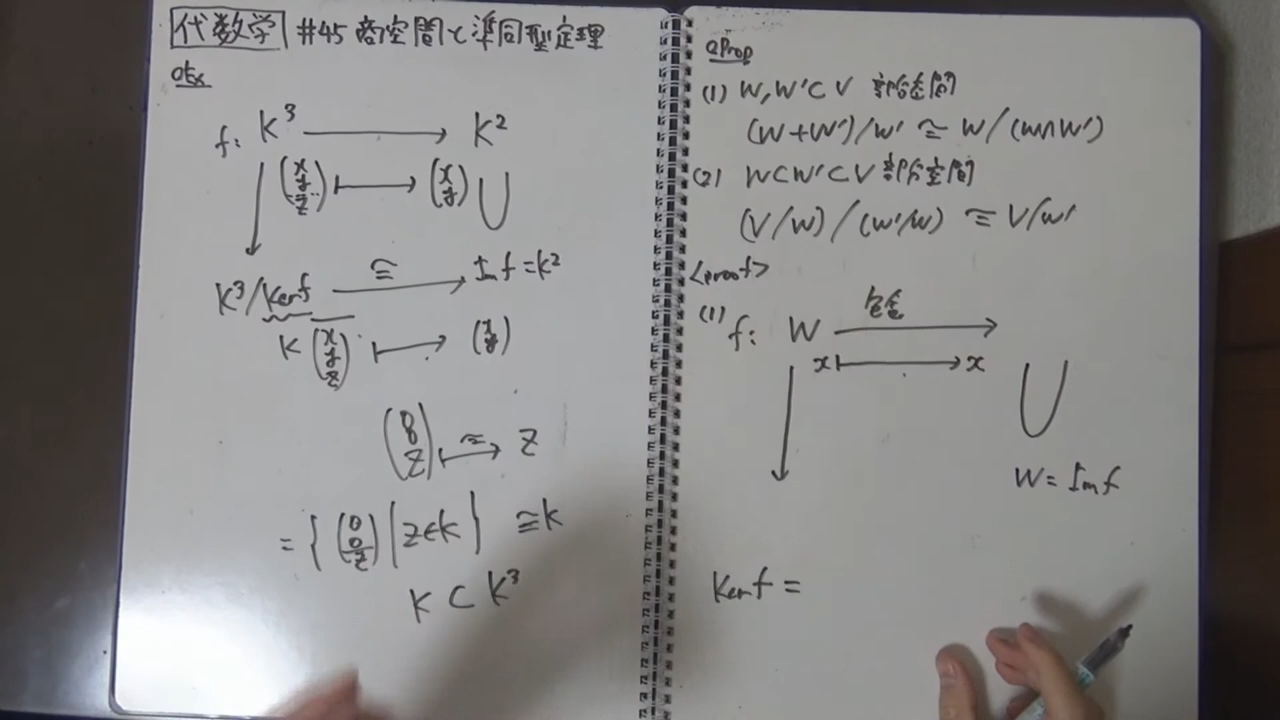 代数学 #45 商空間と準同型定理
Ex
f: K³ → K²
(x y z) ↦ (x y) ∪
K³/Kerf ≅→ Imf = K²
K (x y z) ↦ (x y)
(0 0 z) ↦ z
= { (0 0 z) | z∈K } ≅ K
K ⊂ K³
Prop
(1) W, W' ⊂ V 部分空間
(W+W')/W' ≅ W/(W∩W')
(2) W⊂W'⊂V 部分空間
(V/W)/(W'/W) ≅ V/W'
<proof>
(1) f: W 包含→
x ↦ x
∪
W = Imf
Kerf =